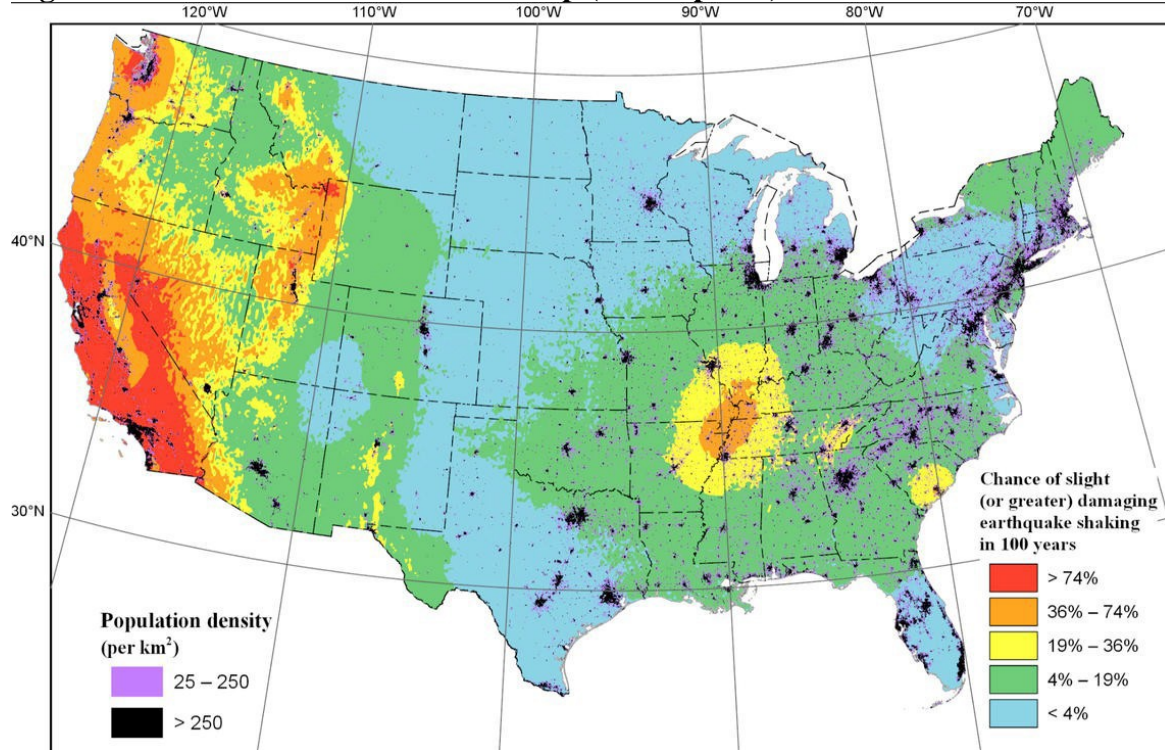 120°W 110°W 100°W 90°W 80°W 70°W
40°N
30°N
Population density
(per km²)
25 – 250
> 250
Chance of slight
(or greater) damaging
earthquake shaking
in 100 years
> 74%
36% – 74%
19% – 36%
4% – 19%
< 4%